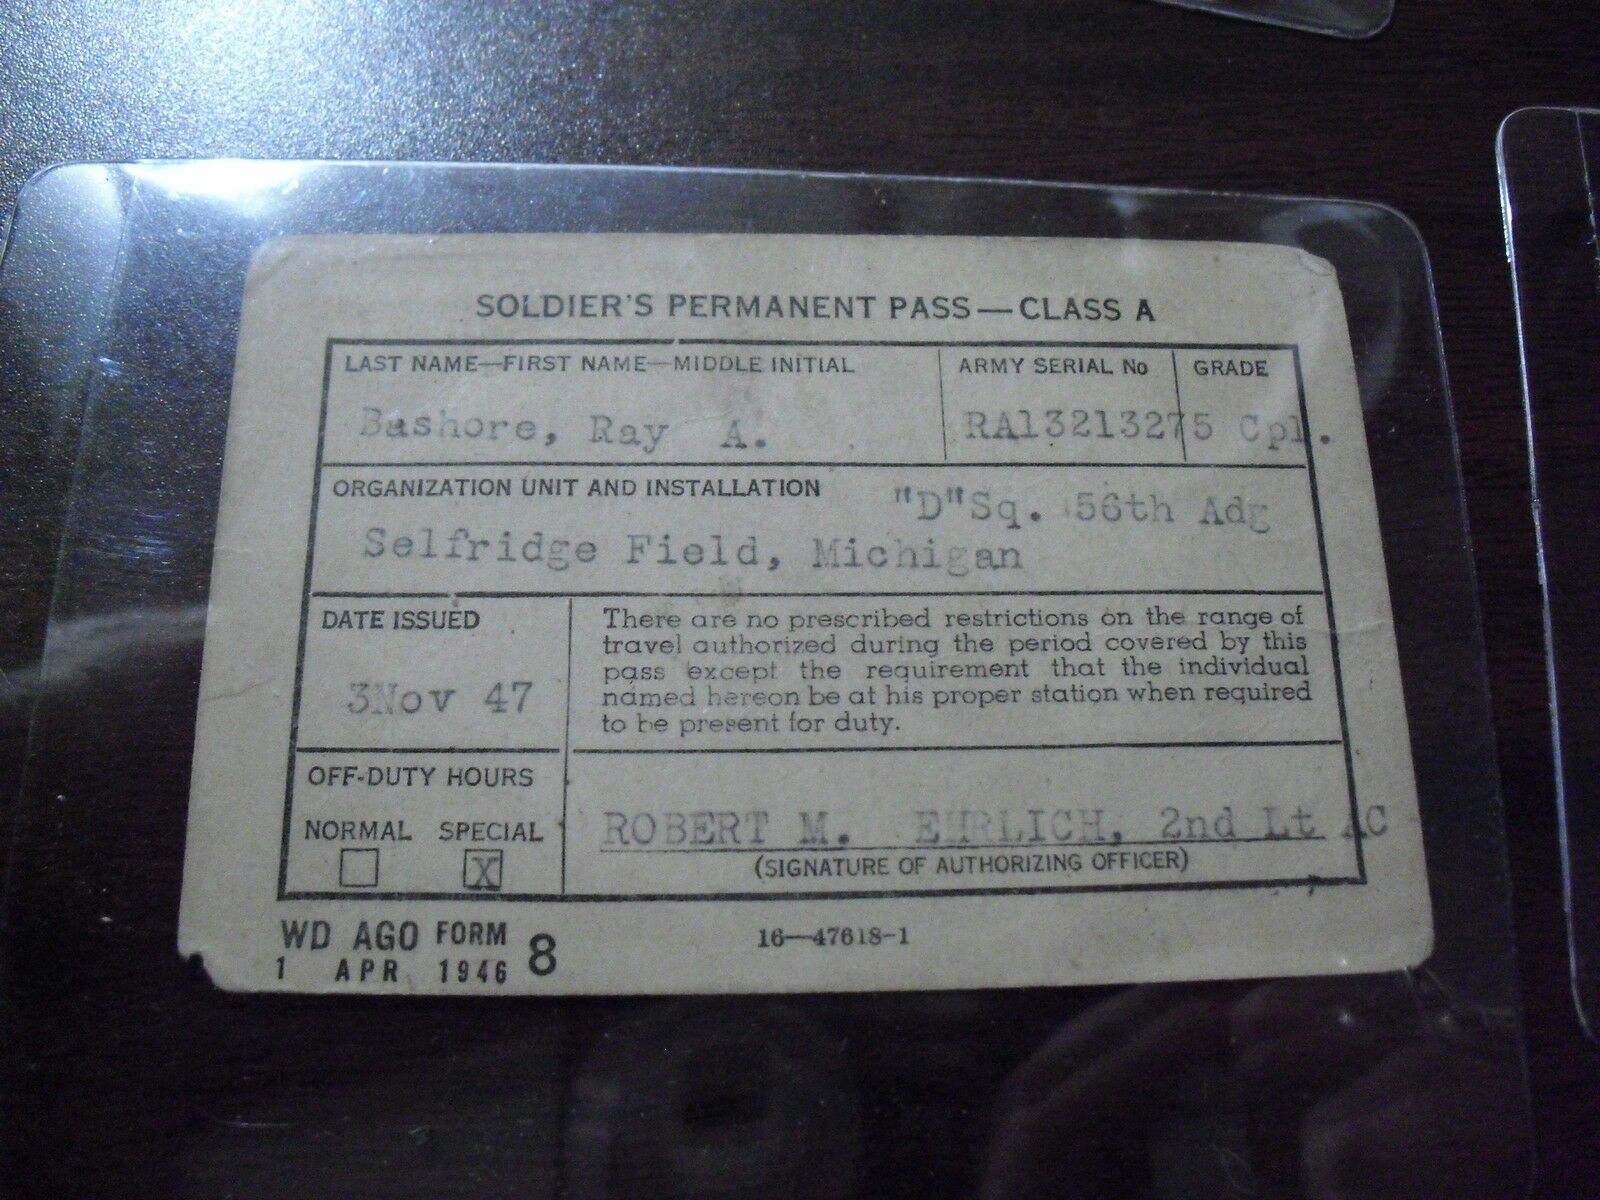 SOLDIER'S PERMANENT PASS—CLASS A
LAST NAME—FIRST NAME—MIDDLE INITIAL ARMY SERIAL No GRADE
Bashore, Ray A. RA13213275 Cpl.
ORGANIZATION UNIT AND INSTALLATION "D"Sq. 56th Adg
Selfridge Field, Michigan
DATE ISSUED
3Nov 47
There are no prescribed restrictions on the range of
travel authorized during the period covered by this
pass except the requirement that the individual
named hereon be at his proper station when required
to be present for duty.
OFF-DUTY HOURS
NORMAL SPECIAL
X
ROBERT M. EHRLICH, 2nd Lt AC
(SIGNATURE OF AUTHORIZING OFFICER)
WD AGO FORM 8
1 APR 1946
16—47618-1